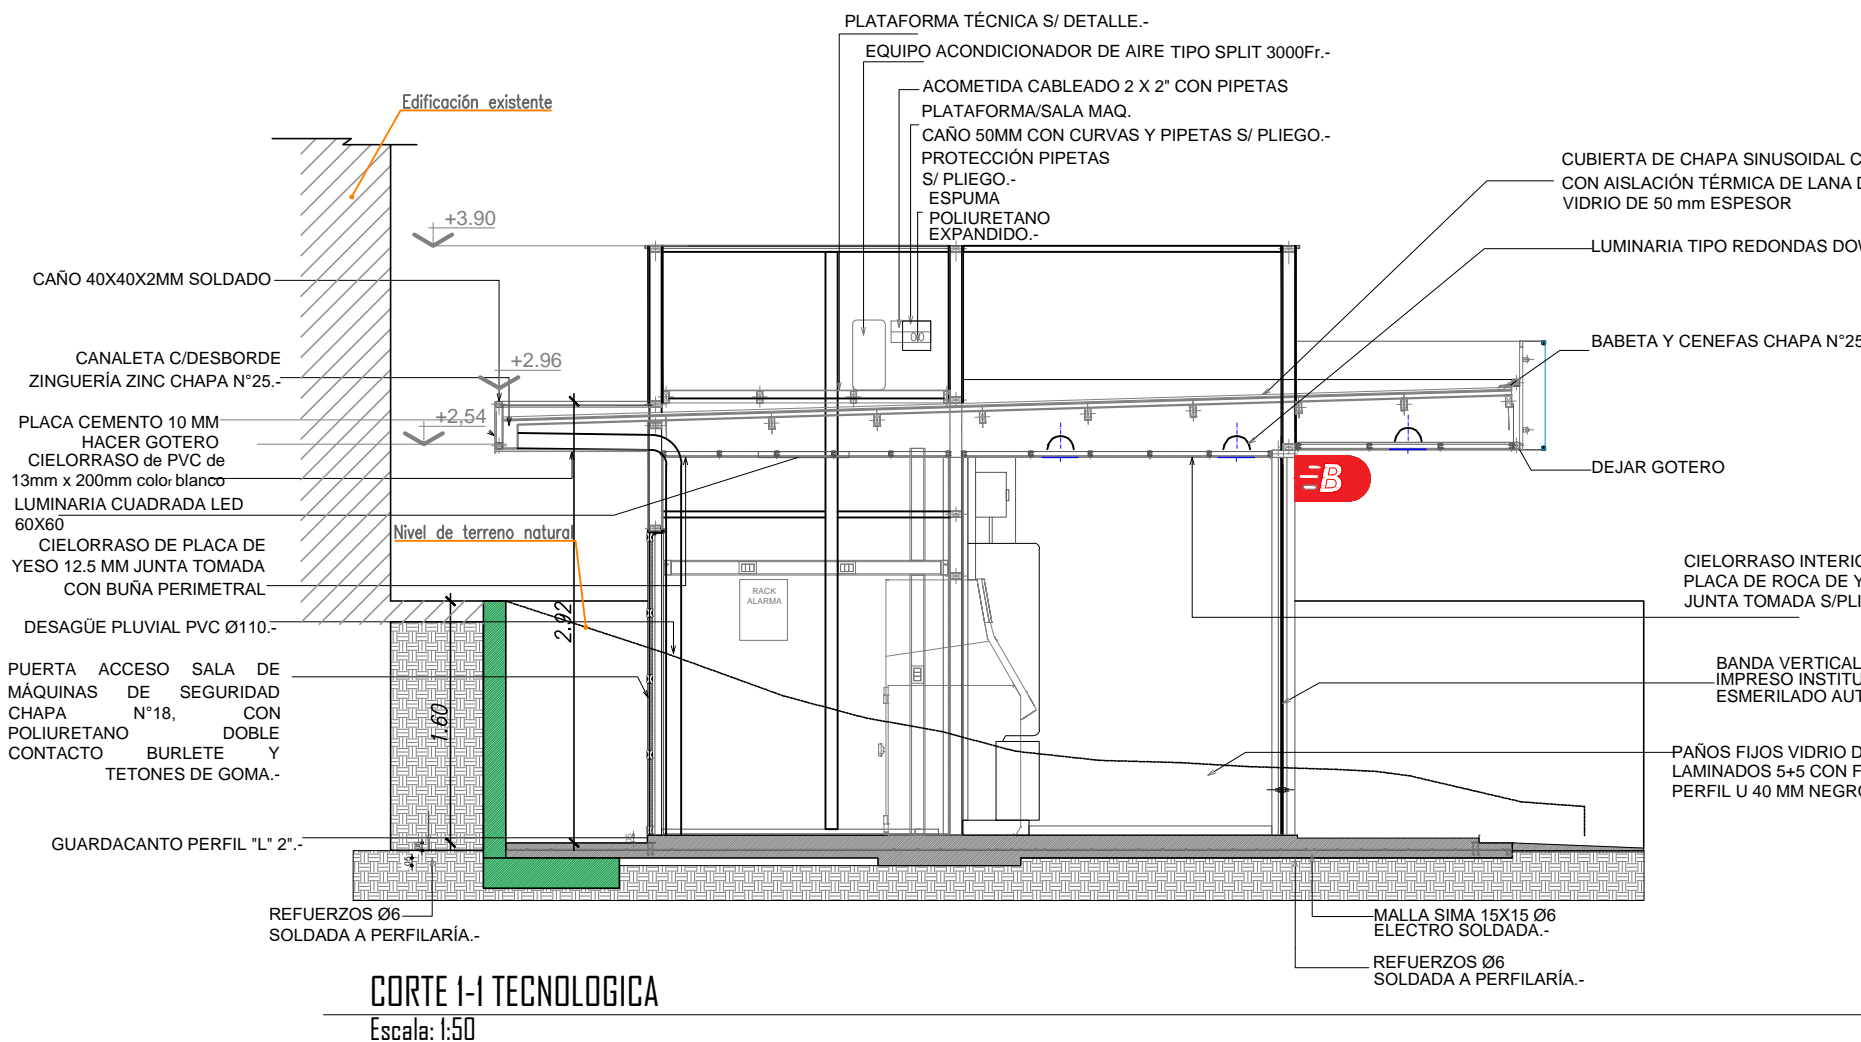 PLATAFORMA TÉCNICA S/ DETALLE.-
EQUIPO ACONDICIONADOR DE AIRE TIPO SPLIT 3000Fr.-
ACOMETIDA CABLEADO 2 X 2" CON PIPETAS
PLATAFORMA/SALA MAQ.
CAÑO 50MM CON CURVAS Y PIPETAS S/ PLIEGO.-
PROTECCIÓN PIPETAS
S/ PLIEGO.-
ESPUMA
POLIURETANO
EXPANDIDO.-
Edificación existente
+3.90
CAÑO 40X40X2MM SOLDADO
+2.96
CANALETA C/DESBORDE
ZINGUERÍA ZINC CHAPA N°25.-
+2,54
PLACA CEMENTO 10 MM
HACER GOTERO
CIELORRASO de PVC de
13mm x 200mm color blanco
LUMINARIA CUADRADA LED
60X60
Nivel de terreno natural
CIELORRASO DE PLACA DE
YESO 12.5 MM JUNTA TOMADA
CON BUÑA PERIMETRAL
DESAGÜE PLUVIAL PVC Ø110.-
PUERTA ACCESO SALA DE
MÁQUINAS DE SEGURIDAD
CHAPA N°18, CON
POLIURETANO DOBLE
CONTACTO BURLETE Y
TETONES DE GOMA.-
GUARDACANTO PERFIL "L" 2".-
REFUERZOS Ø6
SOLDADA A PERFILARÍA.-
1.60
2.92
.05
RACK
ALARMA
B
CUBIERTA DE CHAPA SINUSOIDAL C
CON AISLACIÓN TÉRMICA DE LANA D
VIDRIO DE 50 mm ESPESOR
LUMINARIA TIPO REDONDAS DOW
BABETA Y CENEFAS CHAPA N°25
DEJAR GOTERO
CIELORRASO INTERIO
PLACA DE ROCA DE Y
JUNTA TOMADA S/PLI
BANDA VERTICAL
IMPRESO INSTITU
ESMERILADO AUT
PAÑOS FIJOS VIDRIO D
LAMINADOS 5+5 CON F
PERFIL U 40 MM NEGRO
MALLA SIMA 15X15 Ø6
ELECTRO SOLDADA.-
REFUERZOS Ø6
SOLDADA A PERFILARÍA.-
CORTE 1-1 TECNOLOGICA
Escala: 1:50